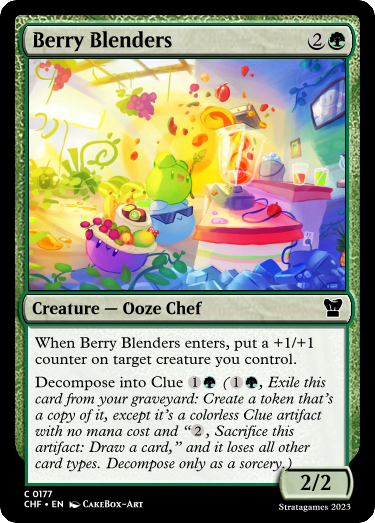 Berry Blenders 2
Creature — Ooze Chef
When Berry Blenders enters, put a +1/+1
counter on target creature you control.
Decompose into Clue 1 (1, Exile this
card from your graveyard: Create a token that's
a copy of it, except it's a colorless Clue artifact
with no mana cost and “2, Sacrifice this
artifact: Draw a card,” and it loses all other
card types. Decompose only as a sorcery.)
2/2
C 0177
CHF • EN CakeBox-Art
Stratagames 2023